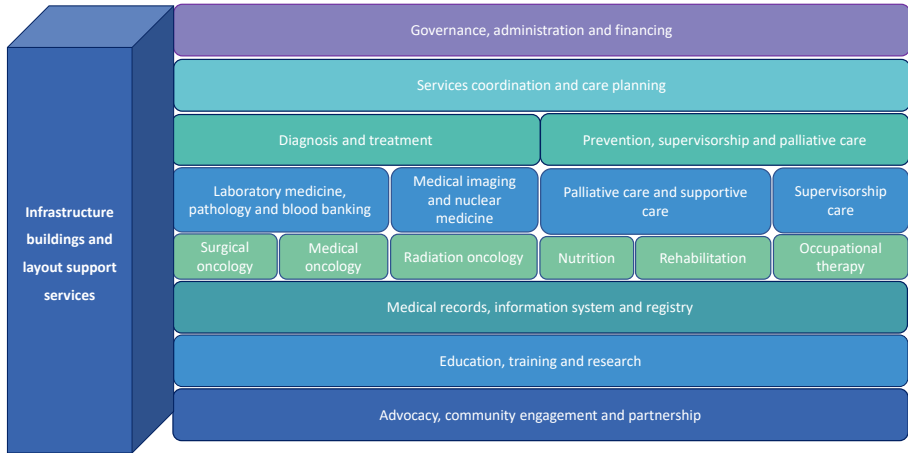 Governance, administration and financing
Services coordination and care planning
Diagnosis and treatment
Prevention, supervisorship and palliative care
Laboratory medicine,
pathology and blood banking
Medical imaging
and nuclear
medicine
Palliative care and supportive
care
Supervisorship
care
Infrastructure
buildings and
layout support
services
Surgical
oncology
Medical
oncology
Radiation oncology
Nutrition
Rehabilitation
Occupational
therapy
Medical records, information system and registry
Education, training and research
Advocacy, community engagement and partnership